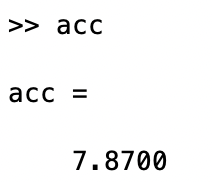 >> acc
acc =
7.8700